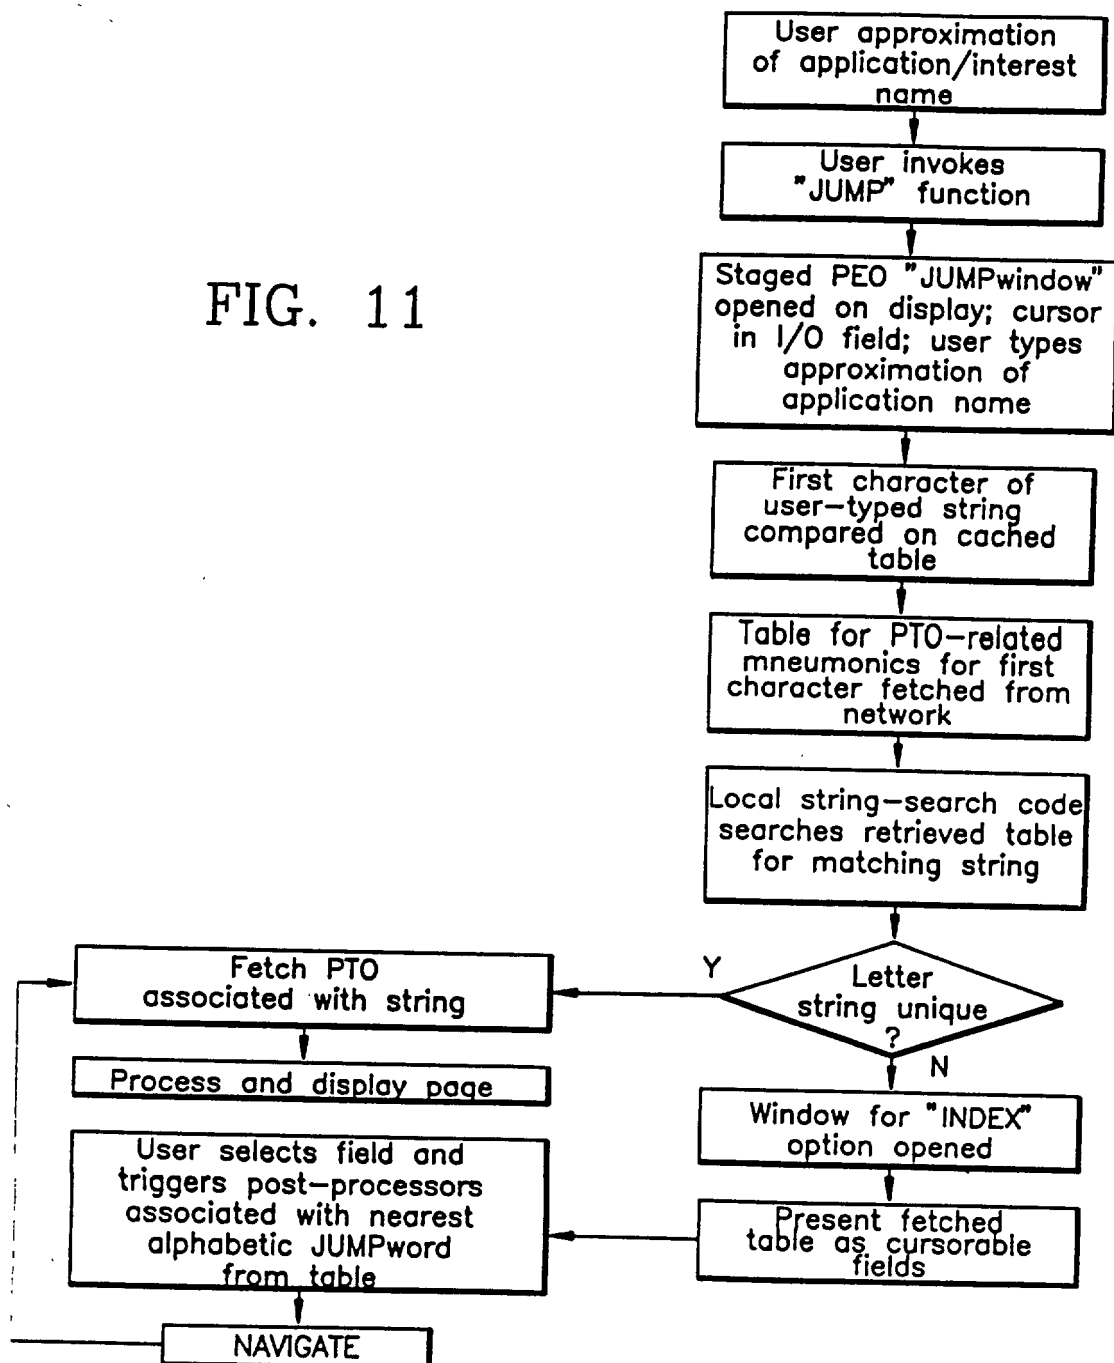 User approximation
of application/interest
name
User invokes
"JUMP" function
FIG. 11
Staged PEO "JUMPwindow"
opened on display; cursor
in I/O field; user types
approximation of
application name
First character of
user-typed string
compared on cached
table
Table for PTO-related
mneumonics for first
character fetched from
network
Local string-search code
searches retrieved table
for matching string
Letter
string unique
?
Y
N
Fetch PTO
associated with string
Process and display page
Window for "INDEX"
option opened
Present fetched
table as cursorable
fields
User selects field and
triggers post-processors
associated with nearest
alphabetic JUMPword
from table
NAVIGATE